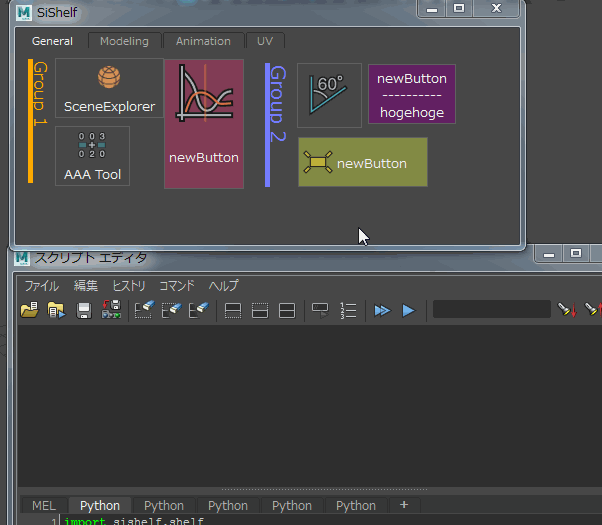 SiShelf
General Modeling Animation UV
Group 1
SceneExplorer
0 0 3
0 2 0
AAA Tool
newButton
Group 2
60°
newButton
----------
hogehoge
newButton
スクリプト エディタ
ファイル 編集 ヒストリ コマンド ヘルプ
MEL Python Python Python Python Python +
1 import sishelf.shelf